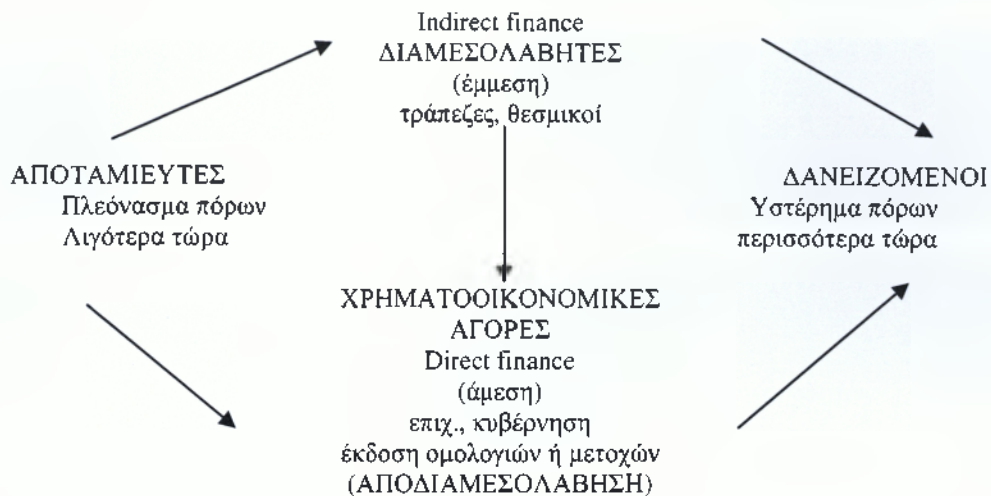 Indirect finance
ΔΙΑΜΕΣΟΛΑΒΗΤΕΣ
(έμμεση)
τράπεζες, θεσμικοί
ΑΠΟΤΑΜΙΕΥΤΕΣ
Πλεόνασμα πόρων
Λιγότερα τώρα
ΔΑΝΕΙΖΟΜΕΝΟΙ
Υστέρημα πόρων
περισσότερα τώρα
ΧΡΗΜΑΤΟΟΙΚΟΝΟΜΙΚΕΣ
ΑΓΟΡΕΣ
Direct finance
(άμεση)
επιχ., κυβέρνηση
έκδοση ομολογιών ή μετοχών
(ΑΠΟΔΙΑΜΕΣΟΛΑΒΗΣΗ)